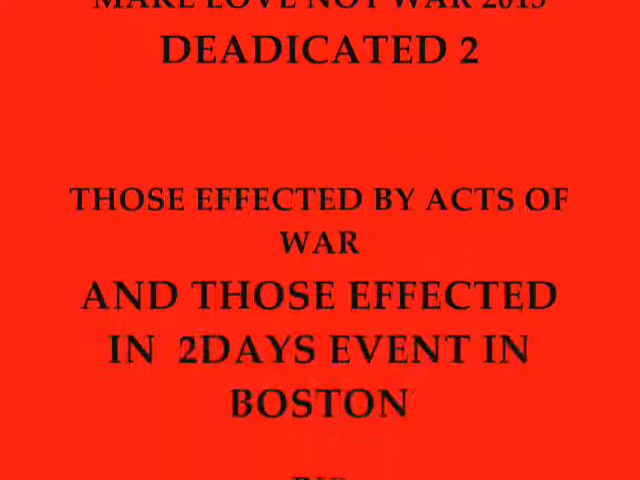 MAKE LOVE NOT WAR 2013
DEADICATED 2
THOSE EFFECTED BY ACTS OF
WAR
AND THOSE EFFECTED
IN 2DAYS EVENT IN
BOSTON